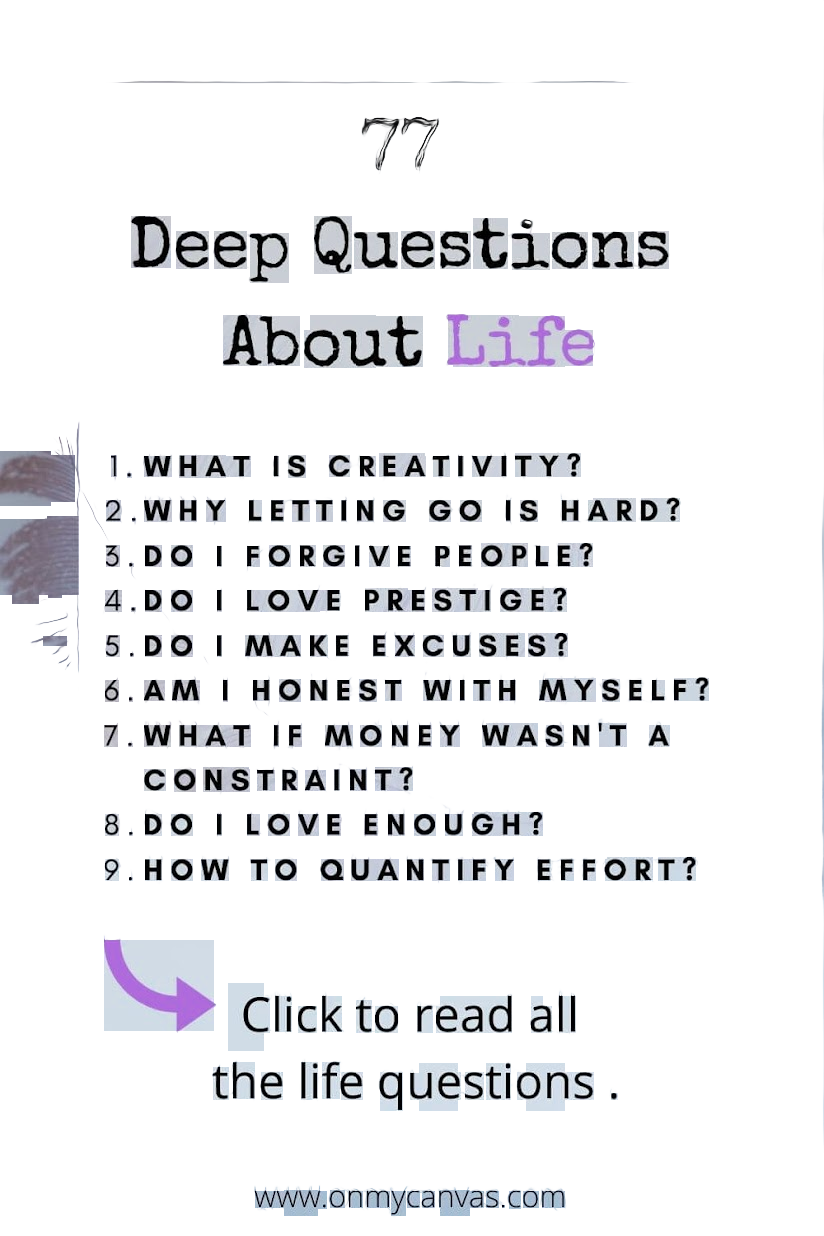 77
Deep Questions
About Life
1. WHAT IS CREATIVITY?
2. WHY LETTING GO IS HARD?
3. DO I FORGIVE PEOPLE?
4. DO I LOVE PRESTIGE?
5. DO I MAKE EXCUSES?
6. AM I HONEST WITH MYSELF?
7. WHAT IF MONEY WASN'T A
CONSTRAINT?
8. DO I LOVE ENOUGH?
9. HOW TO QUANTIFY EFFORT?
Click to read all
the life questions .
www.onmycanvas.com